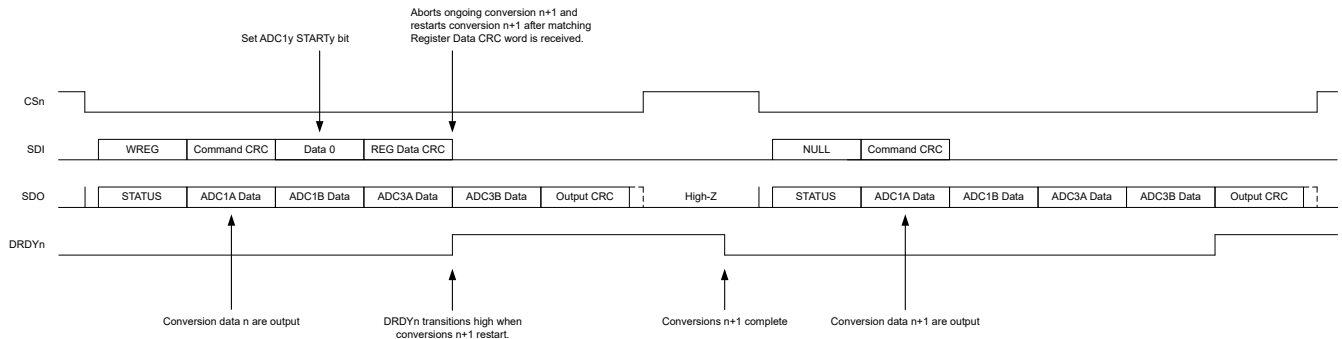 Aborts ongoing conversion n+1 and
restarts conversion n+1 after matching
Register Data CRC word is received.
Set ADC1y STARTy bit
CSn
SDI WREG Command CRC Data 0 REG Data CRC NULL Command CRC
SDO STATUS ADC1A Data ADC1B Data ADC3A Data ADC3B Data Output CRC High-Z STATUS ADC1A Data ADC1B Data ADC3A Data ADC3B Data Output CRC
DRDYn
Conversion data n are output DRDYn transitions high when Conversions n+1 complete Conversion data n+1 are output
conversions n+1 restart.